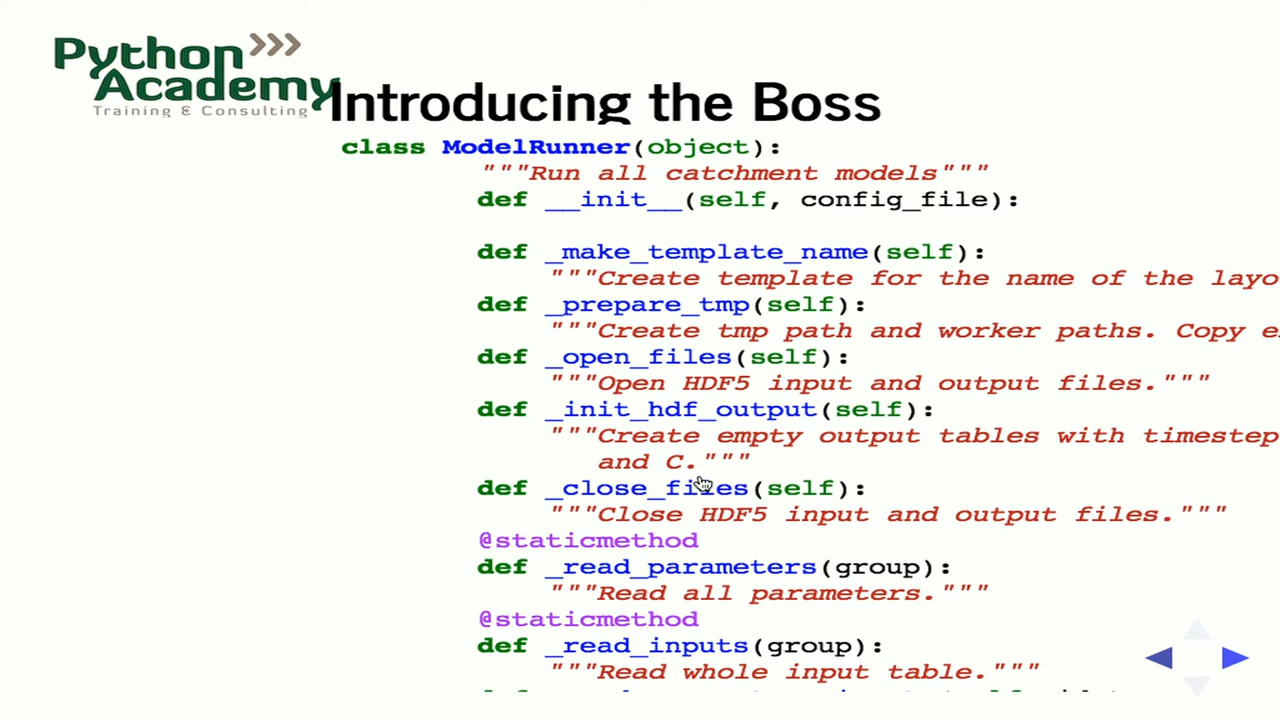 Python
Academy
Training & Consulting
Introducing the Boss
class ModelRunner(object):
"""Run all catchment models"""
def __init__(self, config_file):
def _make_template_name(self):
"""Create template for the name of the layo
def _prepare_tmp(self):
"""Create tmp path and worker paths. Copy e
def _open_files(self):
"""Open HDF5 input and output files."""
def _init_hdf_output(self):
"""Create empty output tables with timestep
and C."""
def _close_files(self):
"""Close HDF5 input and output files."""
@staticmethod
def _read_parameters(group):
"""Read all parameters."""
@staticmethod
def _read_inputs(group):
"""Read whole input table."""